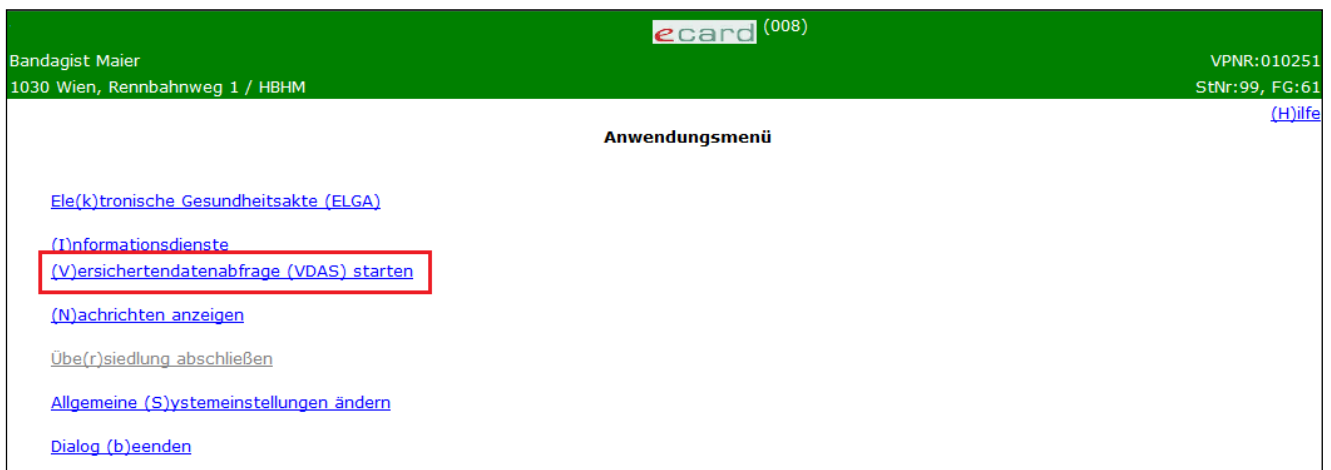 ecard (008)
Bandagist Maier VPNR:010251
1030 Wien, Rennbahnweg 1 / HBHM StNr:99, FG:61
(H)ilfe
Anwendungsmenü
Ele(k)tronische Gesundheitsakte (ELGA)
(I)nformationsdienste
(V)ersichertendatenabfrage (VDAS) starten
(N)achrichten anzeigen
Übe(r)siedlung abschließen
Allgemeine (S)ystemeinstellungen ändern
Dialog (b)eenden